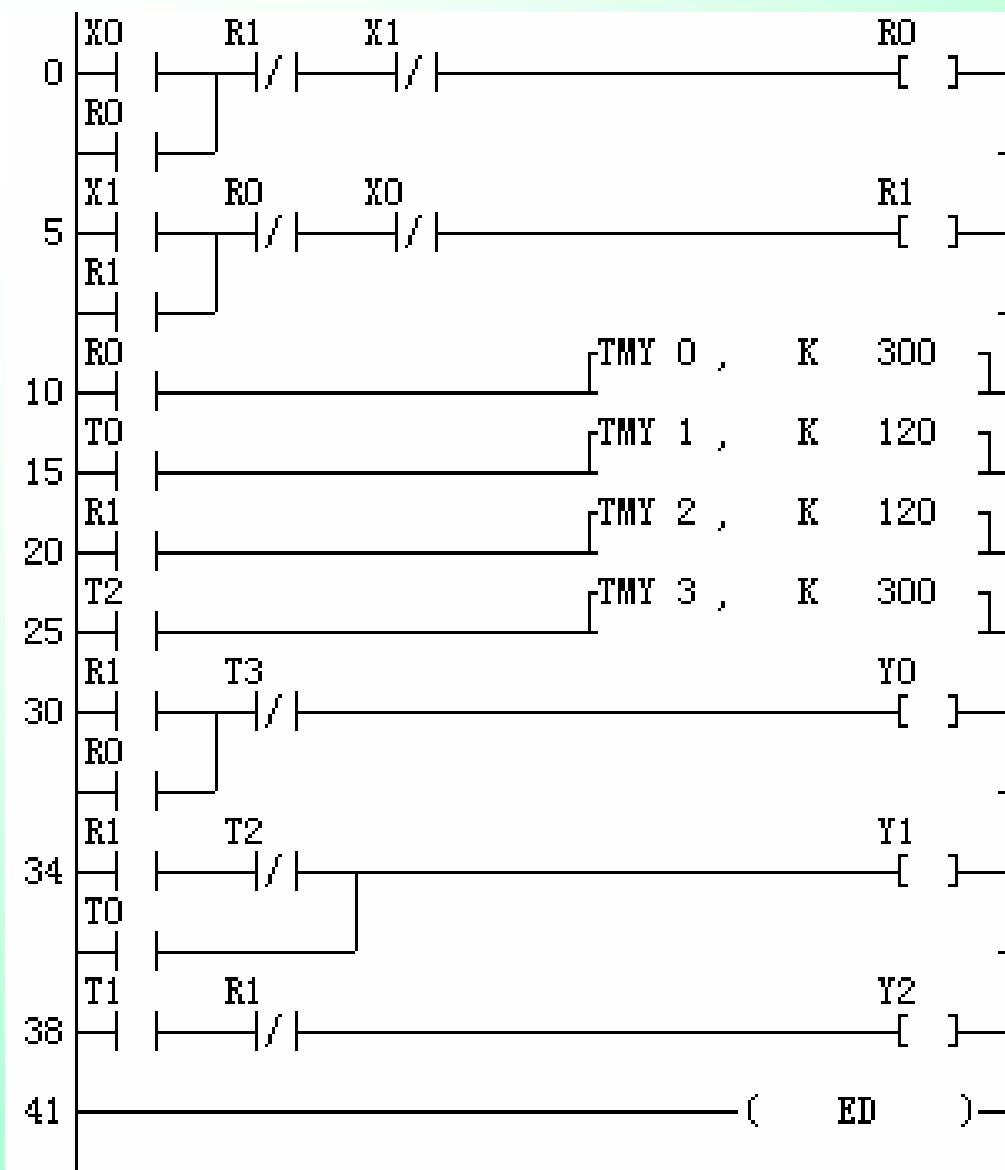 X0 R1 X1 R0
0 [ ]
R0
X1 R0 X0 R1
5 [ ]
R1
R0 TMY 0 , K 300
10
T0 TMY 1 , K 120
15
R1 TMY 2 , K 120
20
T2 TMY 3 , K 300
25
R1 T3 Y0
30 [ ]
R0
R1 T2 Y1
34 [ ]
T0
T1 R1 Y2
38 [ ]
41 ( ED )